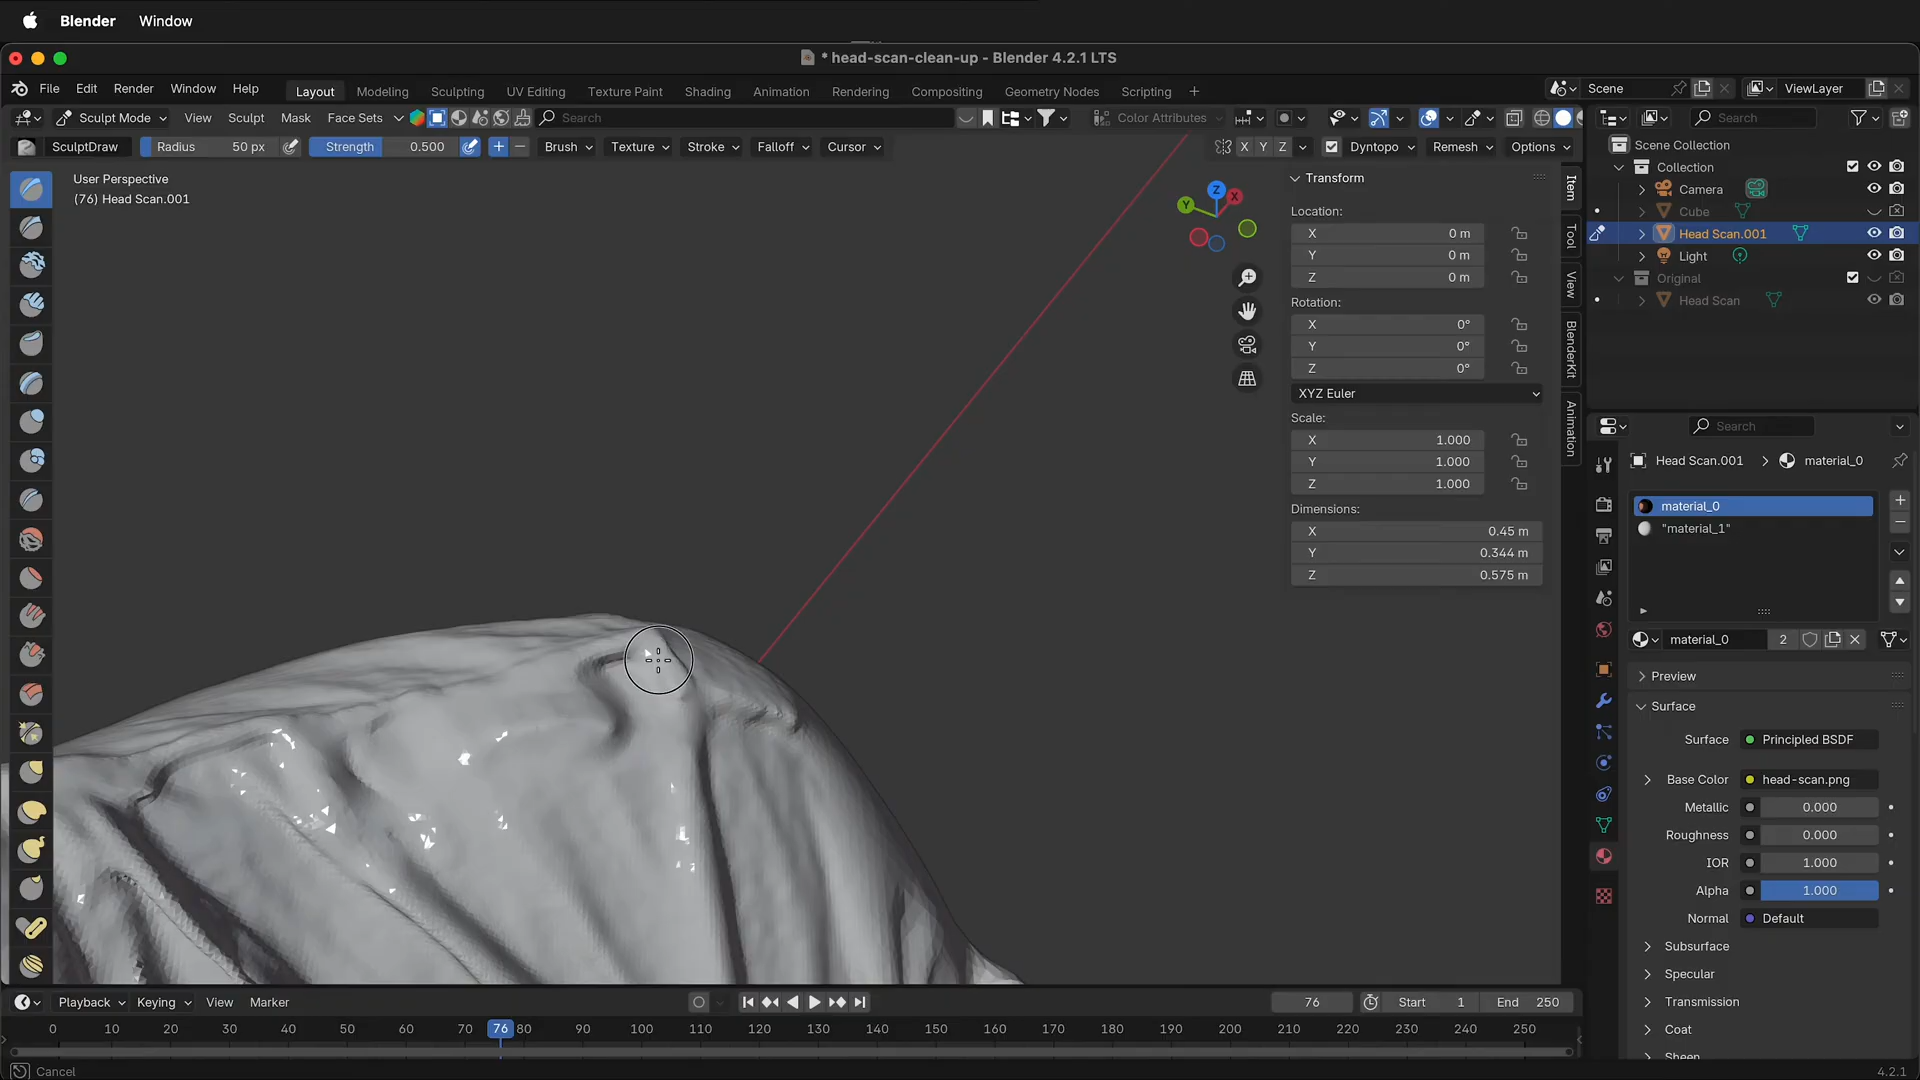 Blender Window
* head-scan-clean-up - Blender 4.2.1 LTS
File Edit Render Window Help Layout Modeling Sculpting UV Editing Texture Paint Shading Animation Rendering Compositing Geometry Nodes Scripting + Scene ViewLayer
Sculpt Mode View Sculpt Mask Face Sets Search Color Attributes Search
SculptDraw Radius 50 px Strength 0.500 Brush Texture Stroke Falloff Cursor X Y Z Dyntopo Remesh Options
User Perspective
(76) Head Scan.001
Z
X
Y
Transform
Location:
X 0 m
Y 0 m
Z 0 m
Rotation:
X 0°
Y 0°
Z 0°
XYZ Euler
Scale:
X 1.000
Y 1.000
Z 1.000
Dimensions:
X 0.45 m
Y 0.344 m
Z 0.575 m
Item
Tool
View
BlenderKit
Animation
Scene Collection
Collection
Camera
Cube
Head Scan.001
Light
Original
Head Scan
Search
Head Scan.001 > material_0
material_0
"material_1"
material_0 2
Preview
Surface
Surface Principled BSDF
Base Color head-scan.png
Metallic 0.000
Roughness 0.000
IOR 1.000
Alpha 1.000
Normal Default
Subsurface
Specular
Transmission
Coat
Sheen
Playback Keying View Marker 76 Start 1 End 250
0 10 20 30 40 50 60 70 76 80 90 100 110 120 130 140 150 160 170 180 190 200 210 220 230 240 250
Cancel 4.2.1